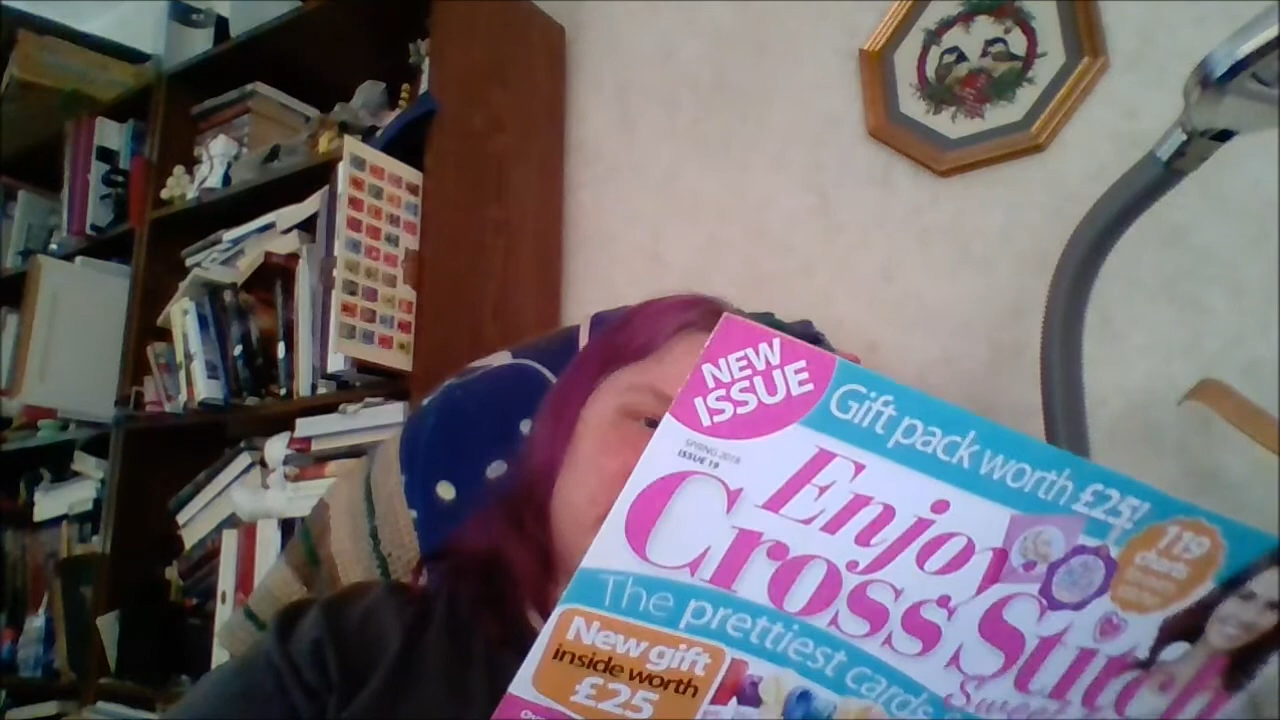 NEW
ISSUE
Gift pack worth £25!
SPRING 2018
ISSUE 19
Enjoy
Cross Stitch
119
The prettiest cards
Sweet
New gift
inside worth
£25